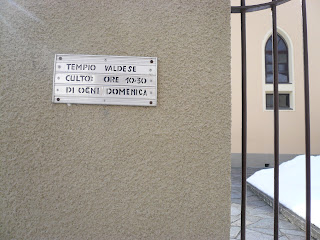 TEMPIO VALDESE
CULTO: ORE 10:30
DI OGNI DOMENICA